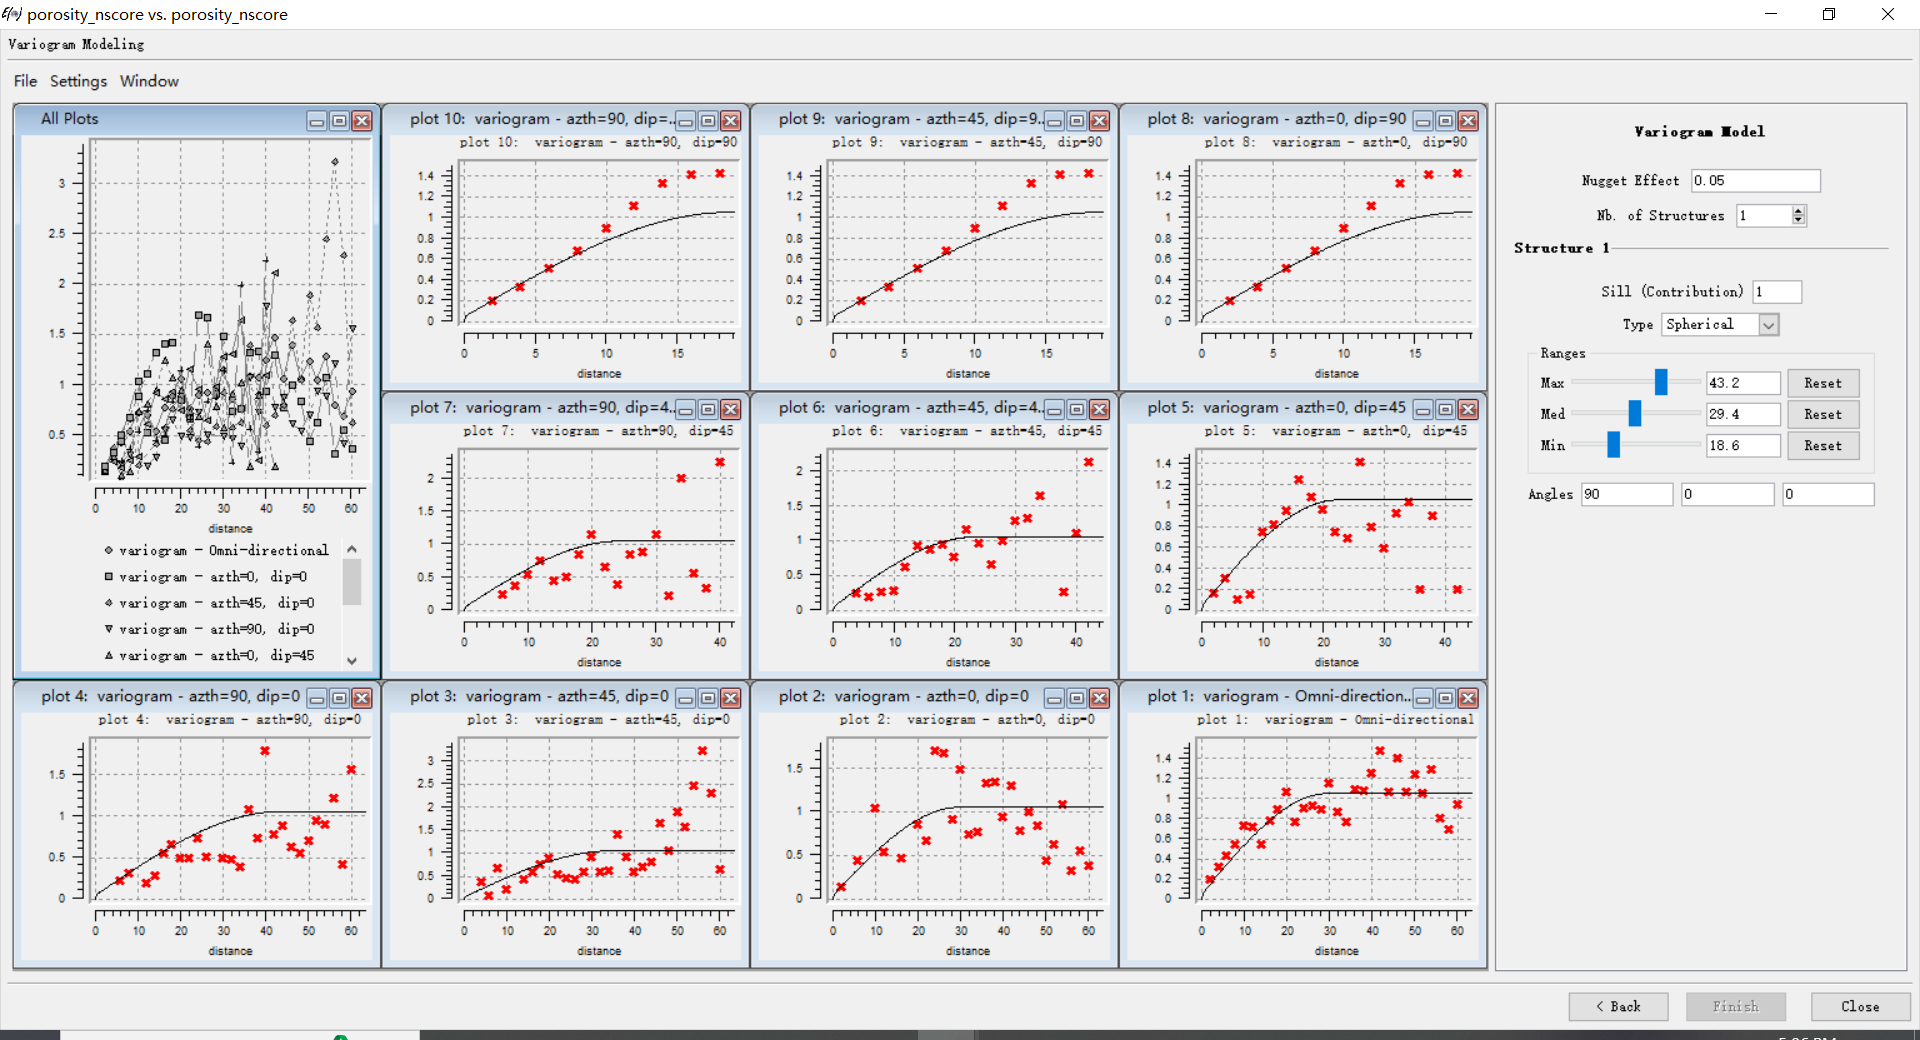 porosity_nscore vs. porosity_nscore
Variogram Modeling
File Settings Window
All Plots
3
2.5
2
1.5
1
0.5
0 10 20 30 40 50 60
distance
variogram - Omni-directional
variogram - azth=0, dip=0
variogram - azth=45, dip=0
variogram - azth=90, dip=0
variogram - azth=0, dip=45
plot 10: variogram - azth=90, dip=...
plot 10: variogram - azth=90, dip=90
1.4
1.2
1
0.8
0.6
0.4
0.2
0
0 5 10 15
distance
plot 9: variogram - azth=45, dip=9...
plot 9: variogram - azth=45, dip=90
1.4
1.2
1
0.8
0.6
0.4
0.2
0
0 5 10 15
distance
plot 8: variogram - azth=0, dip=90
plot 8: variogram - azth=0, dip=90
1.4
1.2
1
0.8
0.6
0.4
0.2
0
0 5 10 15
distance
plot 7: variogram - azth=90, dip=4...
plot 7: variogram - azth=90, dip=45
2
1.5
1
0.5
0
0 10 20 30 40
distance
plot 6: variogram - azth=45, dip=4...
plot 6: variogram - azth=45, dip=45
2
1.5
1
0.5
0
0 10 20 30 40
distance
plot 5: variogram - azth=0, dip=45
plot 5: variogram - azth=0, dip=45
1.4
1.2
1
0.8
0.6
0.4
0.2
0
0 10 20 30 40
distance
plot 4: variogram - azth=90, dip=0
plot 4: variogram - azth=90, dip=0
1.5
1
0.5
0
0 10 20 30 40 50 60
distance
plot 3: variogram - azth=45, dip=0
plot 3: variogram - azth=45, dip=0
3
2.5
2
1.5
1
0.5
0
0 10 20 30 40 50 60
distance
plot 2: variogram - azth=0, dip=0
plot 2: variogram - azth=0, dip=0
1.5
1
0.5
0
0 10 20 30 40 50 60
distance
plot 1: variogram - Omni-direction...
plot 1: variogram - Omni-directional
1.4
1.2
1
0.8
0.6
0.4
0.2
0
0 10 20 30 40 50 60
distance
Variogram Model
Nugget Effect 0.05
Nb. of Structures 1
Structure 1
Sill (Contribution) 1
Type Spherical
Ranges
Max 43.2 Reset
Med 29.4 Reset
Min 18.6 Reset
Angles 90 0 0
< Back Finish Close